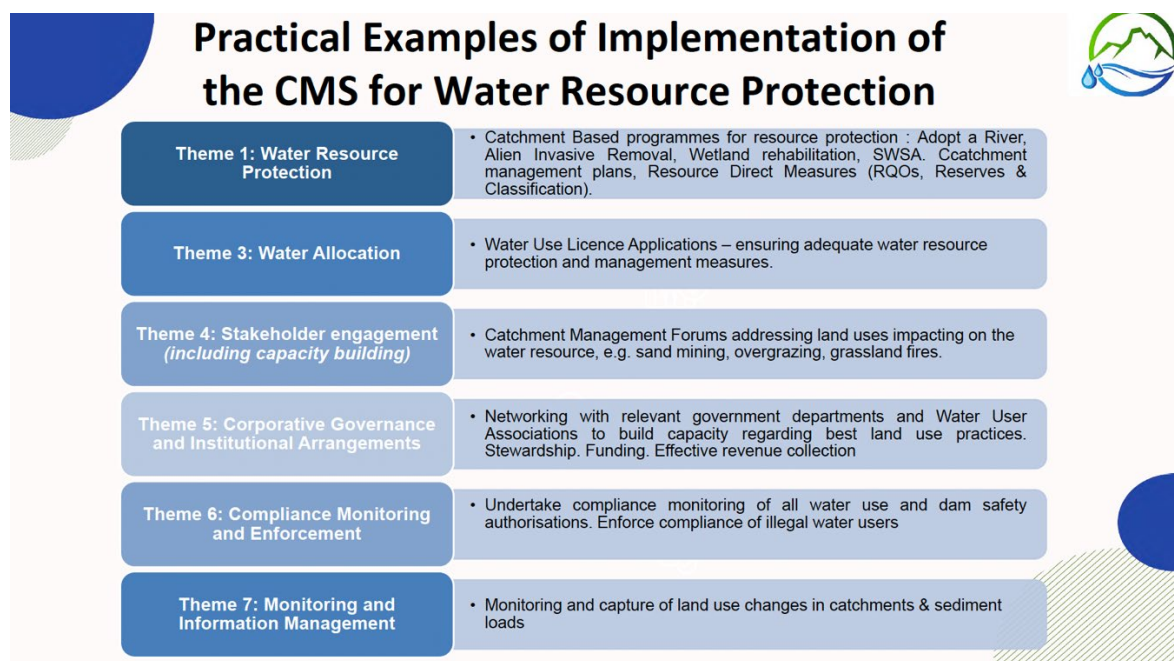 Practical Examples of Implementation of
the CMS for Water Resource Protection
Theme 1: Water Resource
Protection
• Catchment Based programmes for resource protection : Adopt a River,
Alien Invasive Removal, Wetland rehabilitation, SWSA. Ccatchment
management plans, Resource Direct Measures (RQOs, Reserves &
Classification).
Theme 3: Water Allocation
• Water Use Licence Applications – ensuring adequate water resource
protection and management measures.
Theme 4: Stakeholder engagement
(including capacity building)
• Catchment Management Forums addressing land uses impacting on the
water resource, e.g. sand mining, overgrazing, grassland fires.
Theme 5: Corporative Governance
and Institutional Arrangements
• Networking with relevant government departments and Water User
Associations to build capacity regarding best land use practices.
Stewardship. Funding. Effective revenue collection
Theme 6: Compliance Monitoring
and Enforcement
• Undertake compliance monitoring of all water use and dam safety
authorisations. Enforce compliance of illegal water users
Theme 7: Monitoring and
Information Management
• Monitoring and capture of land use changes in catchments & sediment
loads